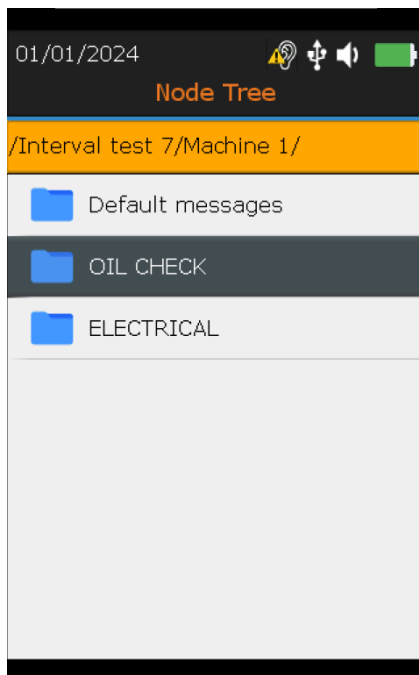 01/01/2024
Node Tree
/Interval test 7/Machine 1/
Default messages
OIL CHECK
ELECTRICAL